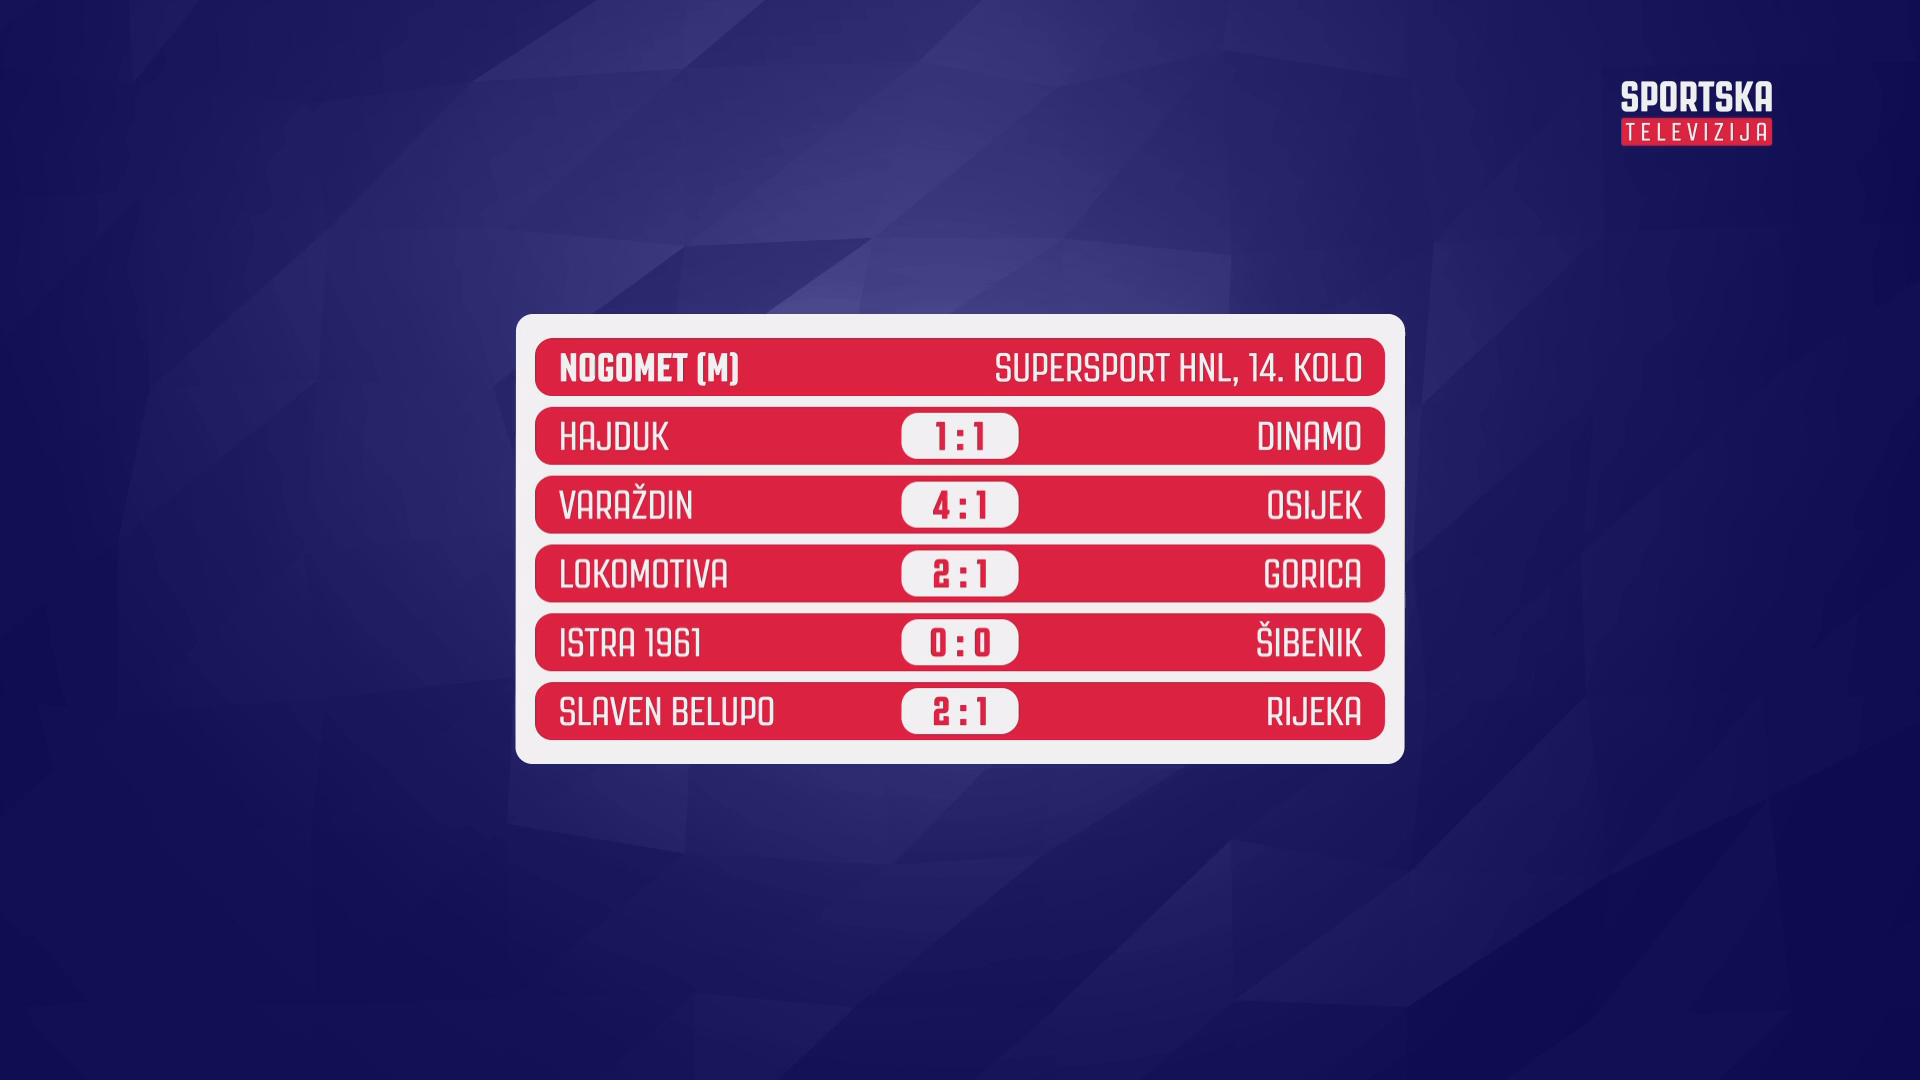 SPORTSKA
TELEVIZIJA
NOGOMET (M) SUPERSPORT HNL, 14. KOLO
HAJDUK 1 : 1 DINAMO
VARAŽDIN 4 : 1 OSIJEK
LOKOMOTIVA 2 : 1 GORICA
ISTRA 1961 0 : 0 ŠIBENIK
SLAVEN BELUPO 2 : 1 RIJEKA